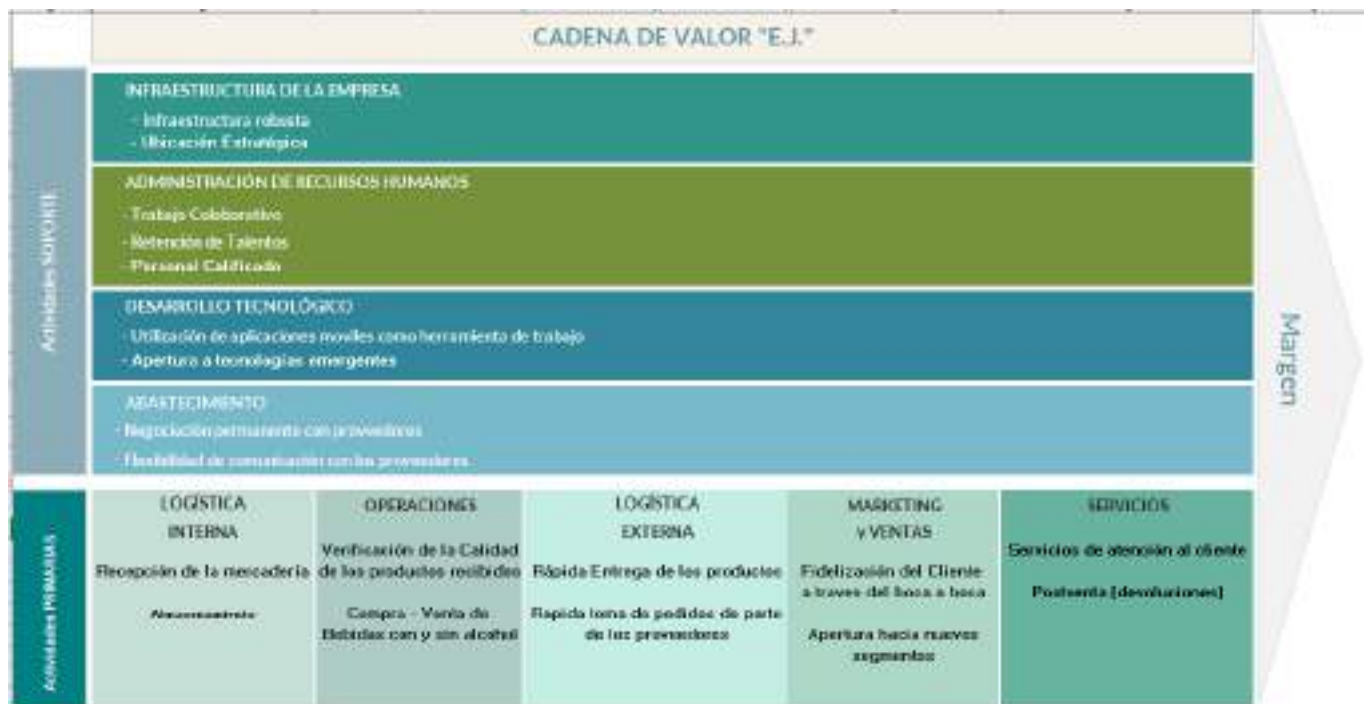 CADENA DE VALOR "E.J."
INFRAESTRUCTURA DE LA EMPRESA
- Infraestructura robusta
- Ubicación Estratégica
ADMINISTRACIÓN DE RECURSOS HUMANOS
- Trabajo Colaborativo
- Retención de Talentos
- Personal Calificado
DESARROLLO TECNOLÓGICO
- Utilización de aplicaciones moviles como herramienta de trabajo
- Apertura a tecnologías emergentes
ABASTECIMIENTO
- Negociación permanente con proveedores
- Flexibilidad de comunicación con los proveedores
Actividades SOPORTE
Margen
Actividades PRIMARIAS
LOGÍSTICA
INTERNA
Recepción de la mercadería
OPERACIONES
Verificación de la Calidad
de los productos recibidos
Compra - Venta de
Bebidas con y sin alcohol
LOGÍSTICA
EXTERNA
Rápida Entrega de los productos
Rapida toma de pedidos de parte
de los proveedores
MARKETING
y VENTAS
Fidelización del Cliente
a traves del boca a boca
Apertura hacia nuevos
segmentos
SERVICIOS
Servicios de atención al cliente
Postventa (devoluciones)